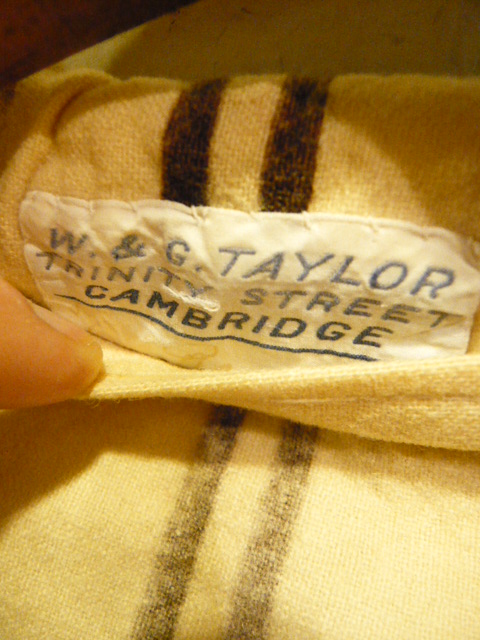 W. & G. TAYLOR
TRINITY STREET
CAMBRIDGE